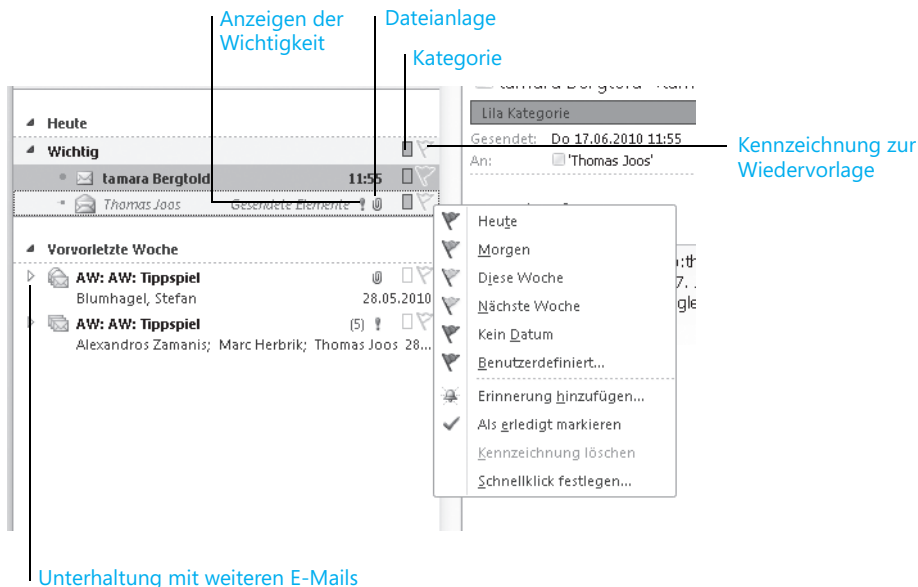 Anzeigen der
Wichtigkeit
Dateianlage
Kategorie
Heute
Wichtig
tamara Bergtold 11:55
Thomas Joos Gesendete Elemente
Vorvorletzte Woche
AW: AW: Tippspiel
Blumhagel, Stefan 28.05.2010
AW: AW: Tippspiel (5)
Alexandros Zamanis; Marc Herbrik; Thomas Joos 28...
Lila Kategorie
Gesendet: Do 17.06.2010 11:55
An: 'Thomas Joos'
Kennzeichnung zur
Wiedervorlage
Heute
Morgen
Diese Woche
Nächste Woche
Kein Datum
Benutzerdefiniert...
Erinnerung hinzufügen...
Als erledigt markieren
Kennzeichnung löschen
Schnellklick festlegen...
Unterhaltung mit weiteren E-Mails